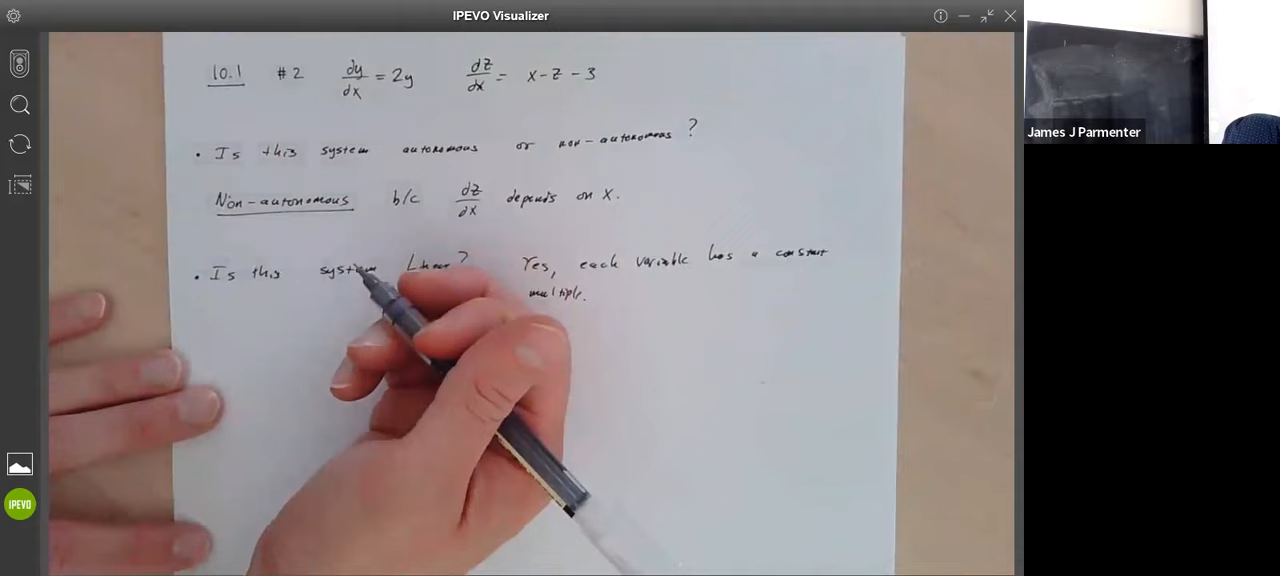 IPEVO Visualizer
10.1 #2 dy/dx = 2y dz/dx = x - z - 3
James J Parmenter
• Is this system autonomous or non-autonomous?
Non-autonomous b/c dz/dx depends on x.
• Is this system Linear? Yes, each variable has a constant
multiple.
IPEVO